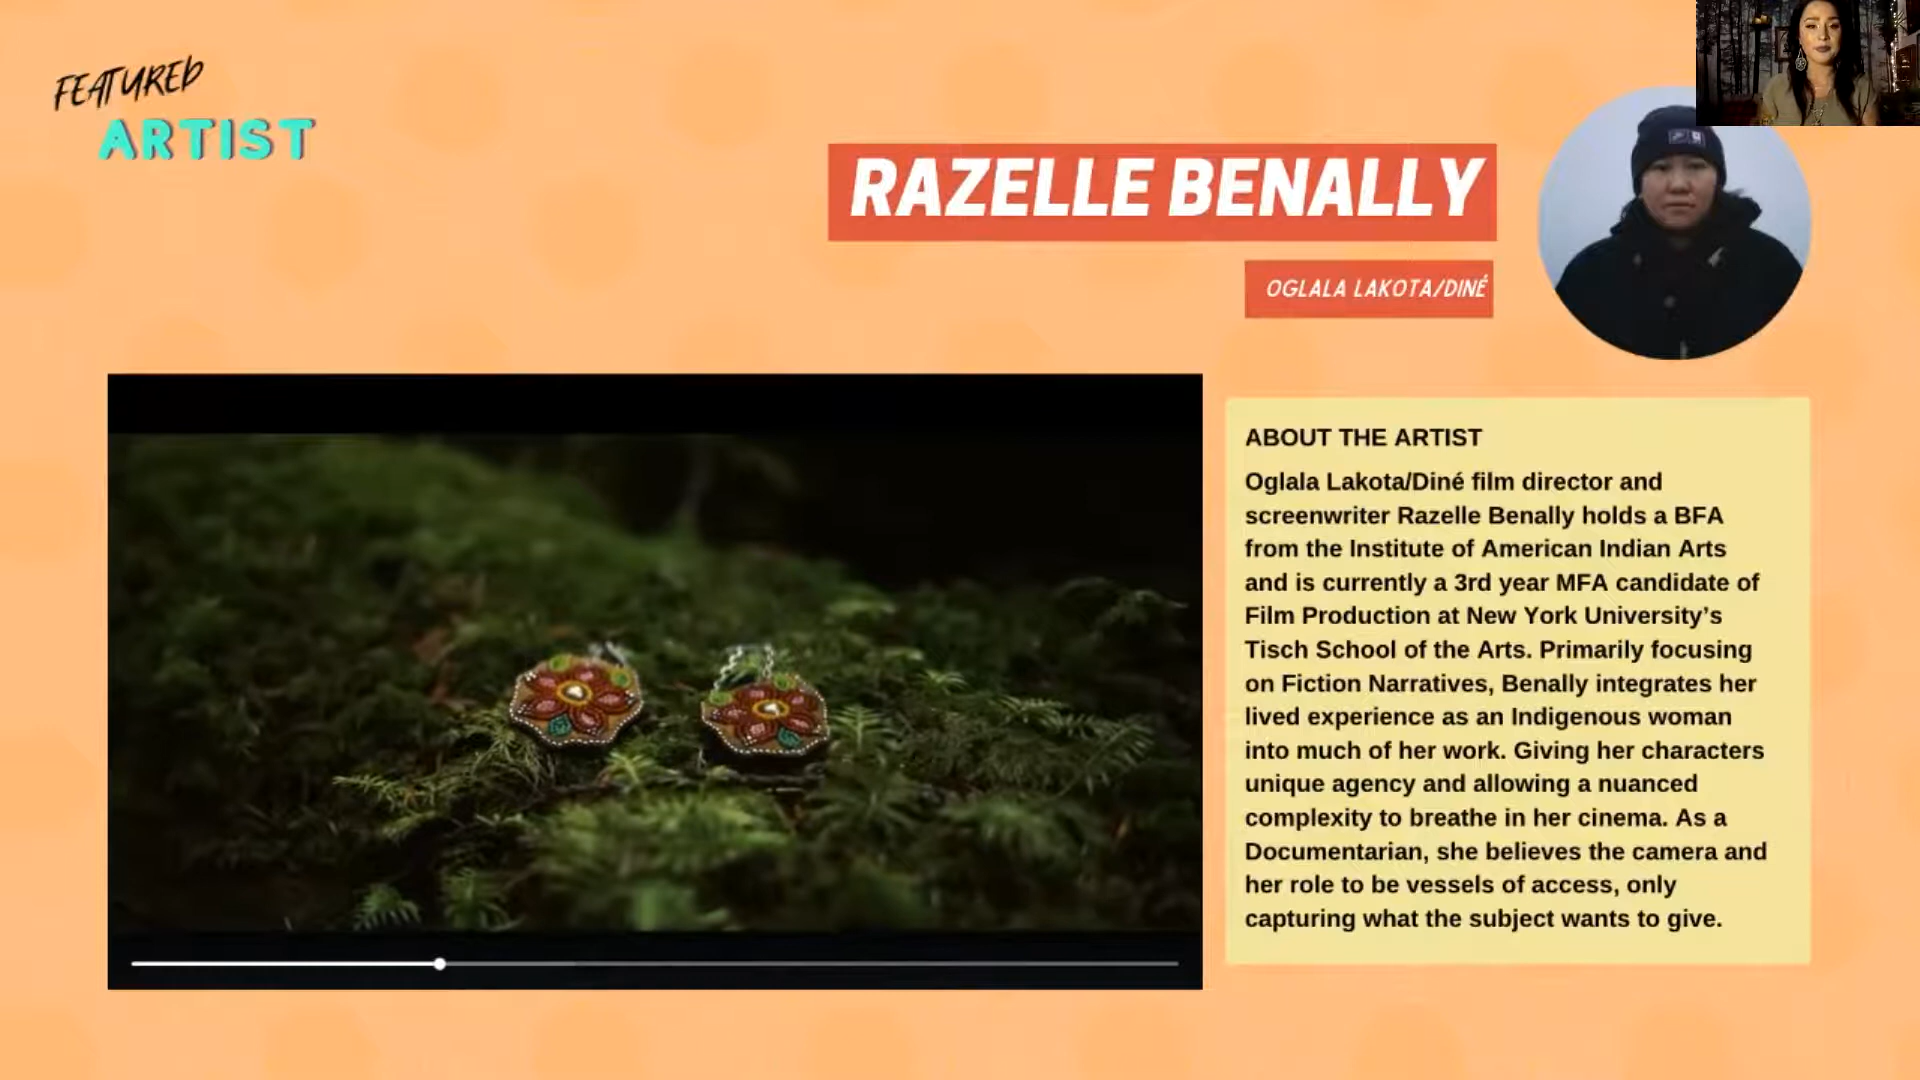 FEATURED
ARTIST
RAZELLE BENALLY
OGLALA LAKOTA/DINÉ
ABOUT THE ARTIST
Oglala Lakota/Diné film director and
screenwriter Razelle Benally holds a BFA
from the Institute of American Indian Arts
and is currently a 3rd year MFA candidate of
Film Production at New York University’s
Tisch School of the Arts. Primarily focusing
on Fiction Narratives, Benally integrates her
lived experience as an Indigenous woman
into much of her work. Giving her characters
unique agency and allowing a nuanced
complexity to breathe in her cinema. As a
Documentarian, she believes the camera and
her role to be vessels of access, only
capturing what the subject wants to give.